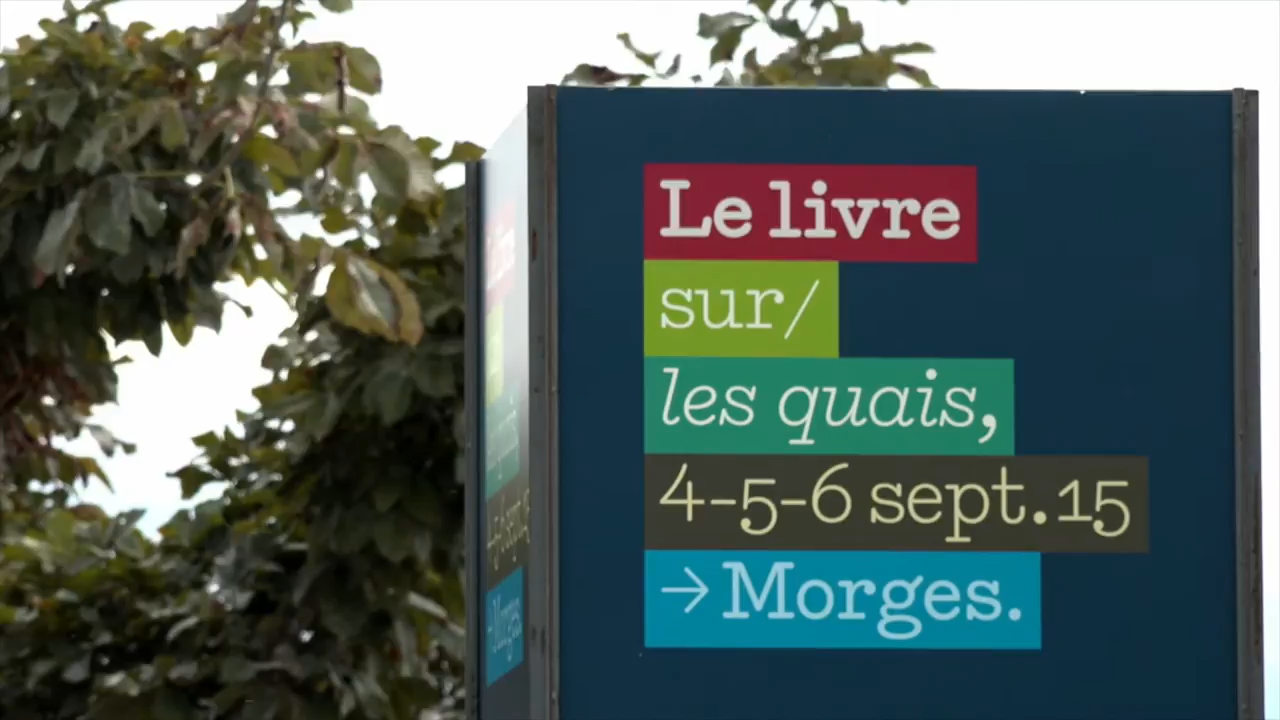 Le livre
sur/
les quais,
4-5-6 sept.15
→ Morges.